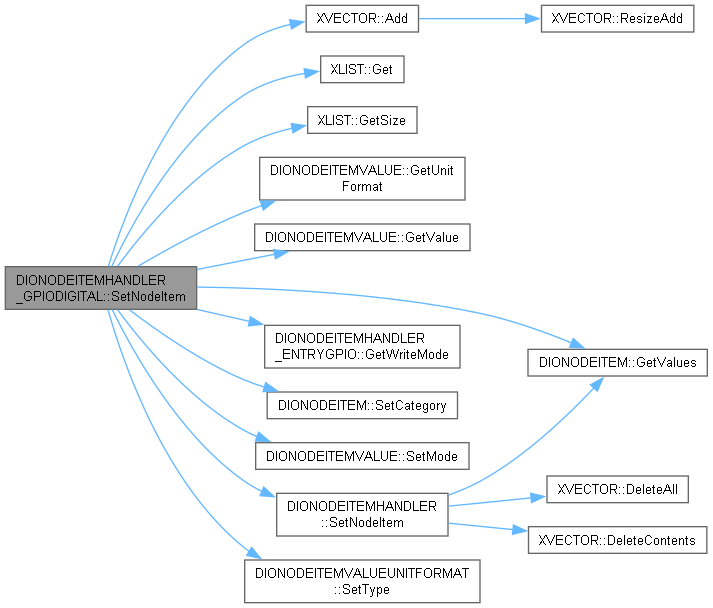 XVECTOR::Add
XVECTOR::ResizeAdd
XLIST::Get
XLIST::GetSize
DIONODEITEMVALUE::GetUnit
Format
DIONODEITEMVALUE::GetValue
DIONODEITEMHANDLER
_GPIODIGITAL::SetNodeItem
DIONODEITEMHANDLER
_ENTRYGPIO::GetWriteMode
DIONODEITEM::GetValues
DIONODEITEM::SetCategory
DIONODEITEMVALUE::SetMode
DIONODEITEMHANDLER
::SetNodeItem
XVECTOR::DeleteAll
XVECTOR::DeleteContents
DIONODEITEMVALUEUNITFORMAT
::SetType